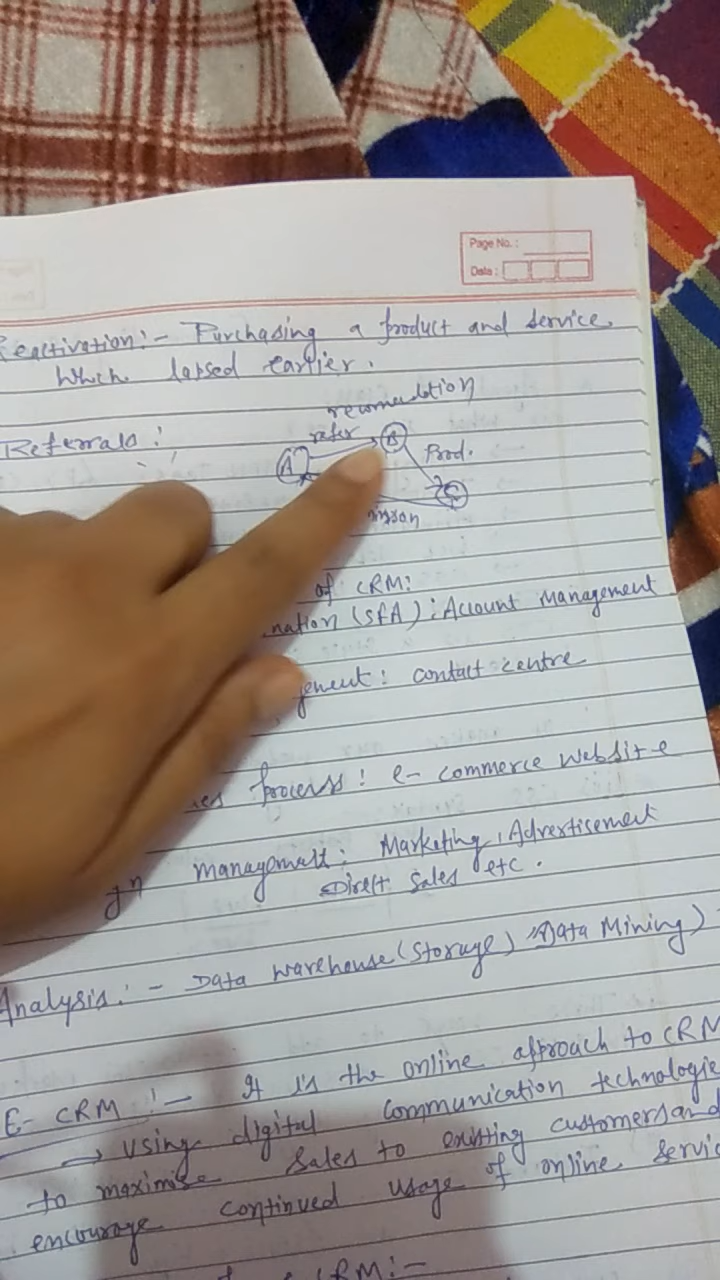 Page No.:
Date:
Reactivation:- Purchasing a product and service
which lapsed earlier.
recomendation
Referrals:
refer
A
B
Prod.
C
of CRM:
mation (SFA): Account Management
gement: contact centre
process: e-commerce website
gn management: Marketing, Advertisement
Direct Sales etc.
Analysis:- Data warehouse (Storage) Data Mining)
E-CRM:- It is the online approach to CRM
→ using digital communication technologie
to maximise sales to existing customers and
encourage continued usage of online servic
CRM:-